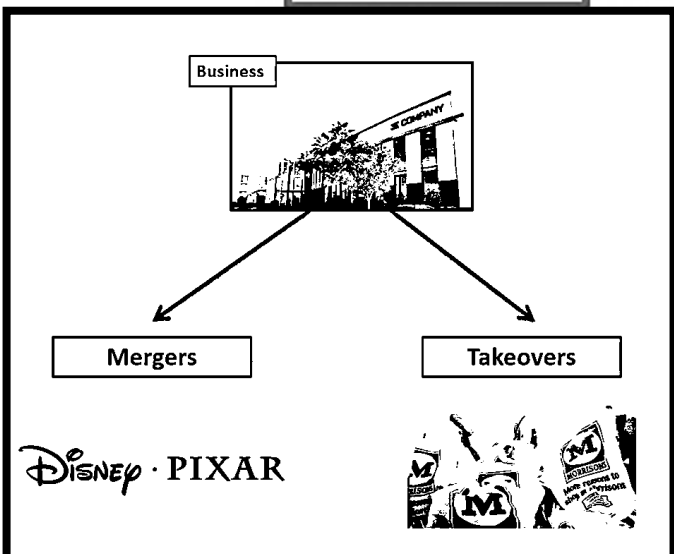 Business
COMPANY
Mergers
Takeovers
DISNEY · PIXAR
M
MORRISONS
More reasons to
shop at Morrisons
M
M